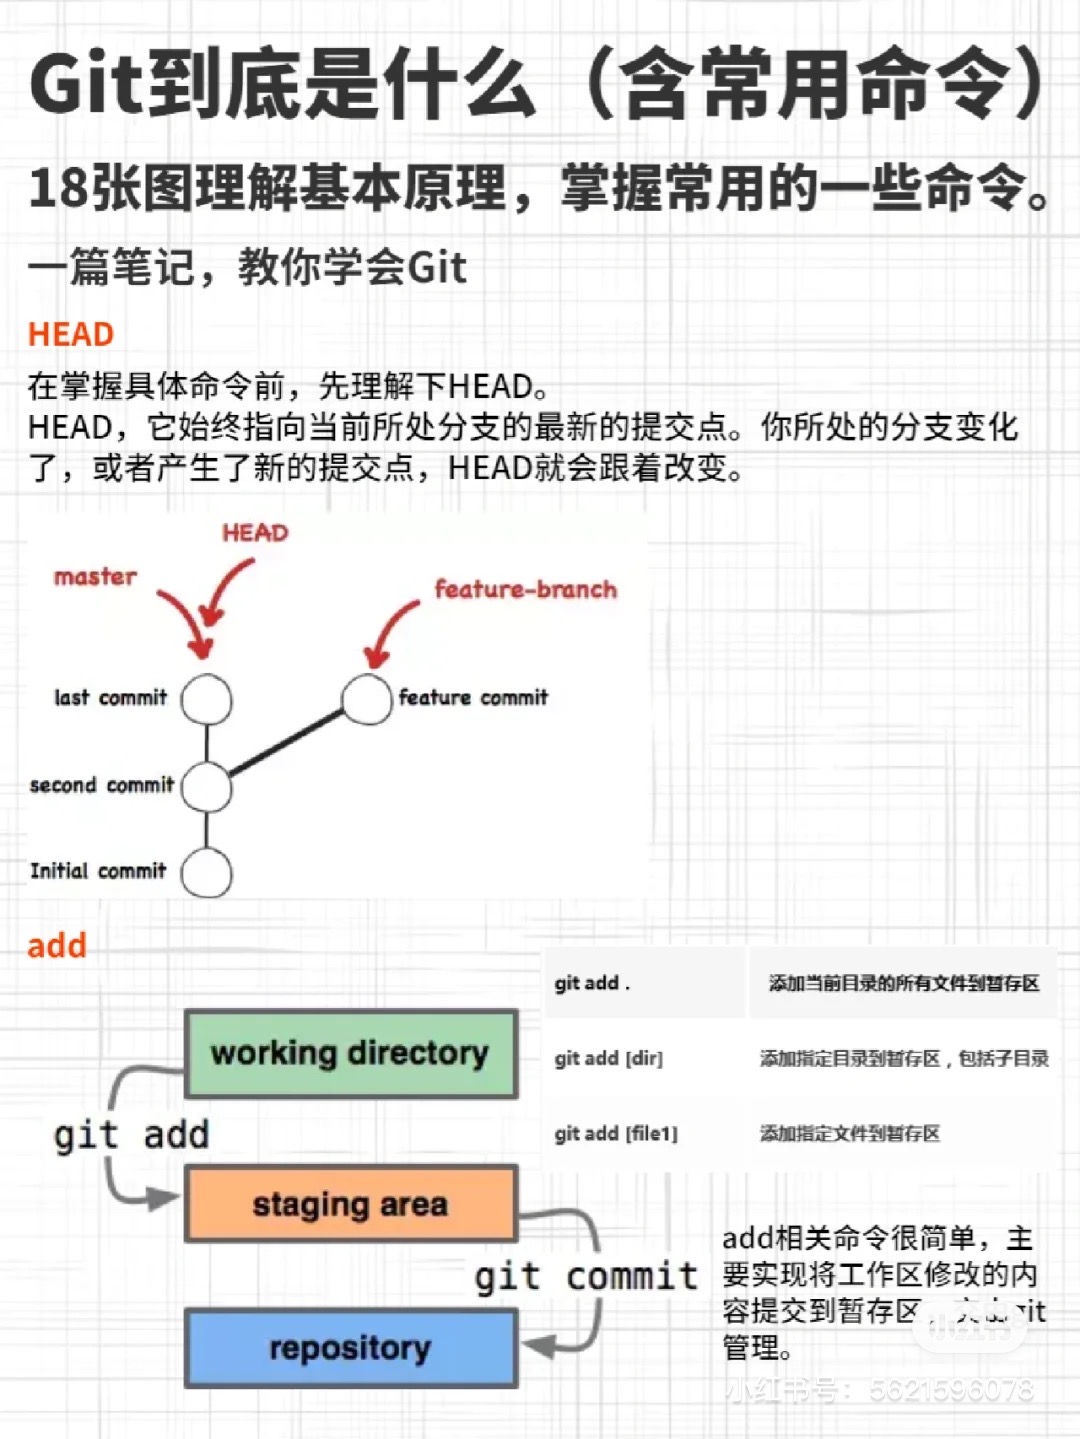 Git到底是什么（含常用命令）
18张图理解基本原理，掌握常用的一些命令。
一篇笔记，教你学会Git
HEAD
在掌握具体命令前，先理解下HEAD。
HEAD，它始终指向当前所处分支的最新的提交点。你所处的分支变化
了，或者产生了新的提交点，HEAD就会跟着改变。
HEAD
master
feature-branch
last commit
feature commit
second commit
Initial commit
add
git add .
添加当前目录的所有文件到暂存区
working directory
git add [dir]
添加指定目录到暂存区，包括子目录
git add
git add [file1]
添加指定文件到暂存区
staging area
git commit
repository
add相关命令很简单，主
要实现将工作区修改的内
容提交到暂存区，交由git
管理。
小红书
小红书号：5621596078